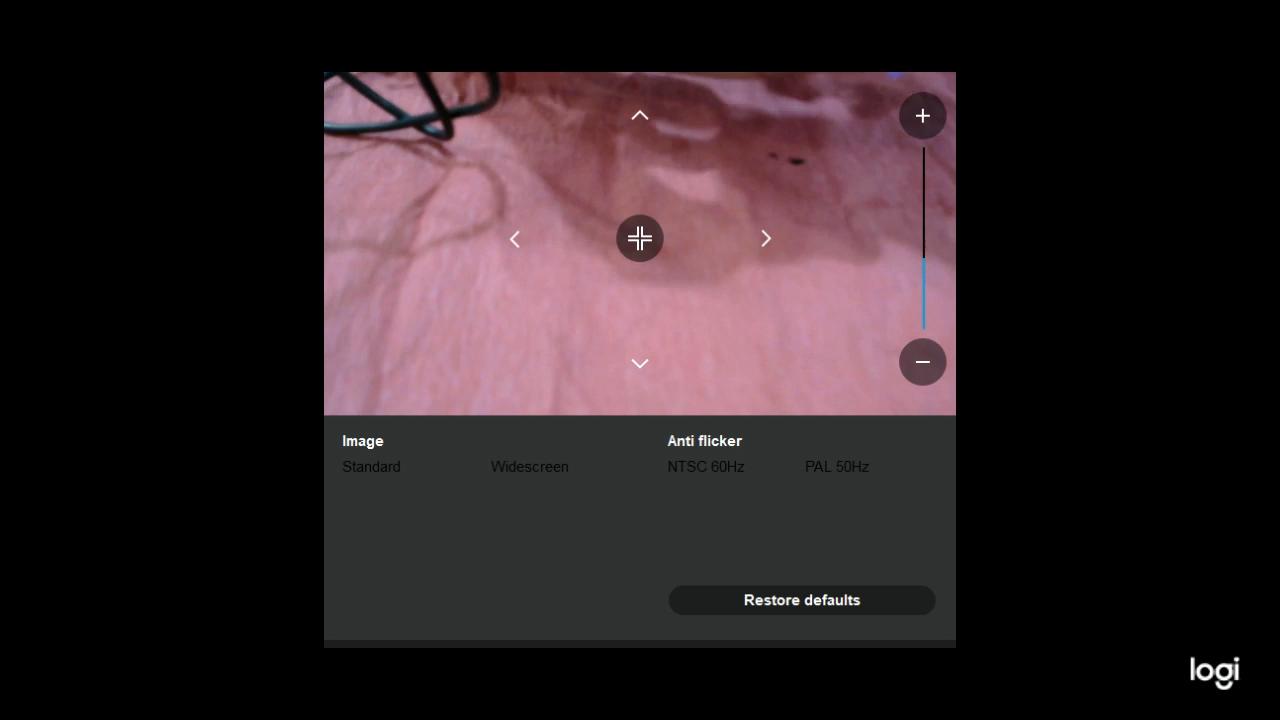 Image
Anti flicker
Standard
Widescreen
NTSC 60Hz
PAL 50Hz
Restore defaults
logi